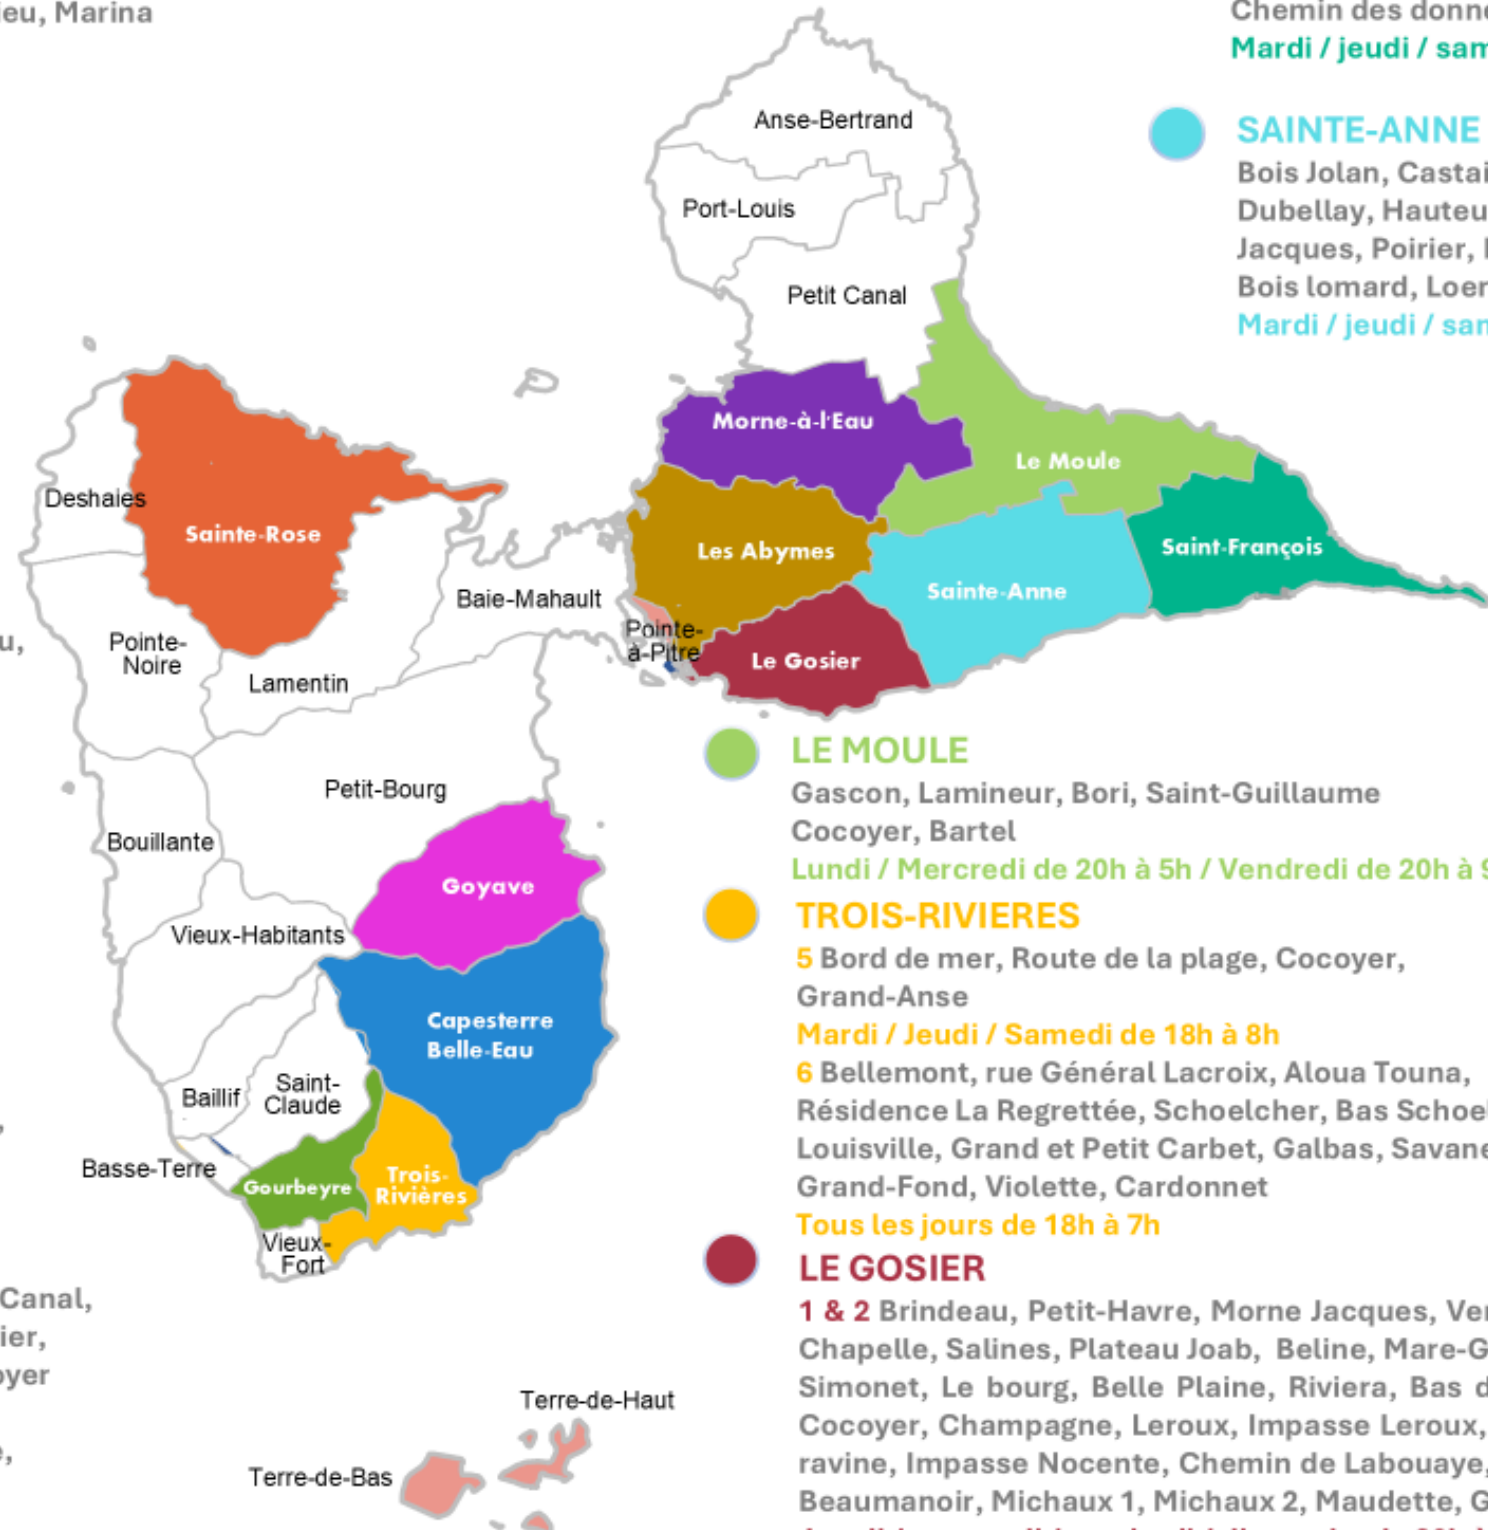 ieu, Marina
Chemin des donné
Mardi / jeudi / sam
SAINTE-ANNE
Bois Jolan, Castai
Dubellay, Hauteu
Jacques, Poirier,
Bois lomard, Loer
Mardi / jeudi / sam
Anse-Bertrand
Port-Louis
Petit Canal
Morne-à-l'Eau
Le Moule
Deshaies
Sainte-Rose
Les Abymes
Saint-François
Sainte-Anne
Baie-Mahault
Pointe-
à-Pitre
u,
Pointe-
Noire
Lamentin
Le Gosier
LE MOULE
Petit-Bourg
Gascon, Lamineur, Bori, Saint-Guillaume
Cocoyer, Bartel
Lundi / Mercredi de 20h à 5h / Vendredi de 20h à 9
Bouillante
Goyave
TROIS-RIVIERES
Vieux-Habitants
5 Bord de mer, Route de la plage, Cocoyer,
Grand-Anse
Mardi / Jeudi / Samedi de 18h à 8h
Capesterre
Belle-Eau
6 Bellemont, rue Général Lacroix, Aloua Touna,
Résidence La Regrettée, Schoelcher, Bas Schoel
Louisville, Grand et Petit Carbet, Galbas, Savane
Grand-Fond, Violette, Cardonnet
Tous les jours de 18h à 7h
Baillif
Saint-
Claude
Basse-Terre
Gourbeyre
Trois-
Rivières
Vieux-
Fort
LE GOSIER
1 & 2 Brindeau, Petit-Havre, Morne Jacques, Ver
Chapelle, Salines, Plateau Joab, Beline, Mare-G
Simonet, Le bourg, Belle Plaine, Riviera, Bas d
Cocoyer, Champagne, Leroux, Impasse Leroux,
ravine, Impasse Nocente, Chemin de Labouaye,
Beaumanoir, Michaux 1, Michaux 2, Maudette, G
Canal,
ier,
oyer
e,
Terre-de-Haut
Terre-de-Bas